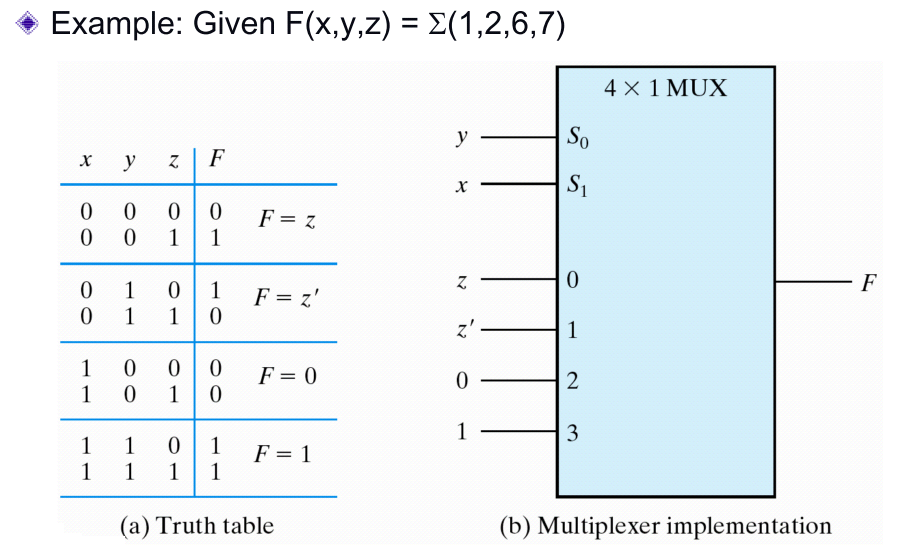 Example: Given F(x,y,z) = Σ(1,2,6,7)
x y z F
0 0 0 0
0 0 1 1
F = z
0 1 0 1
0 1 1 0
F = z′
1 0 0 0
1 0 1 0
F = 0
1 1 0 1
1 1 1 1
F = 1
(a) Truth table
4 × 1 MUX
y S₀
x S₁
z 0
F
z′ 1
0 2
1 3
(b) Multiplexer implementation